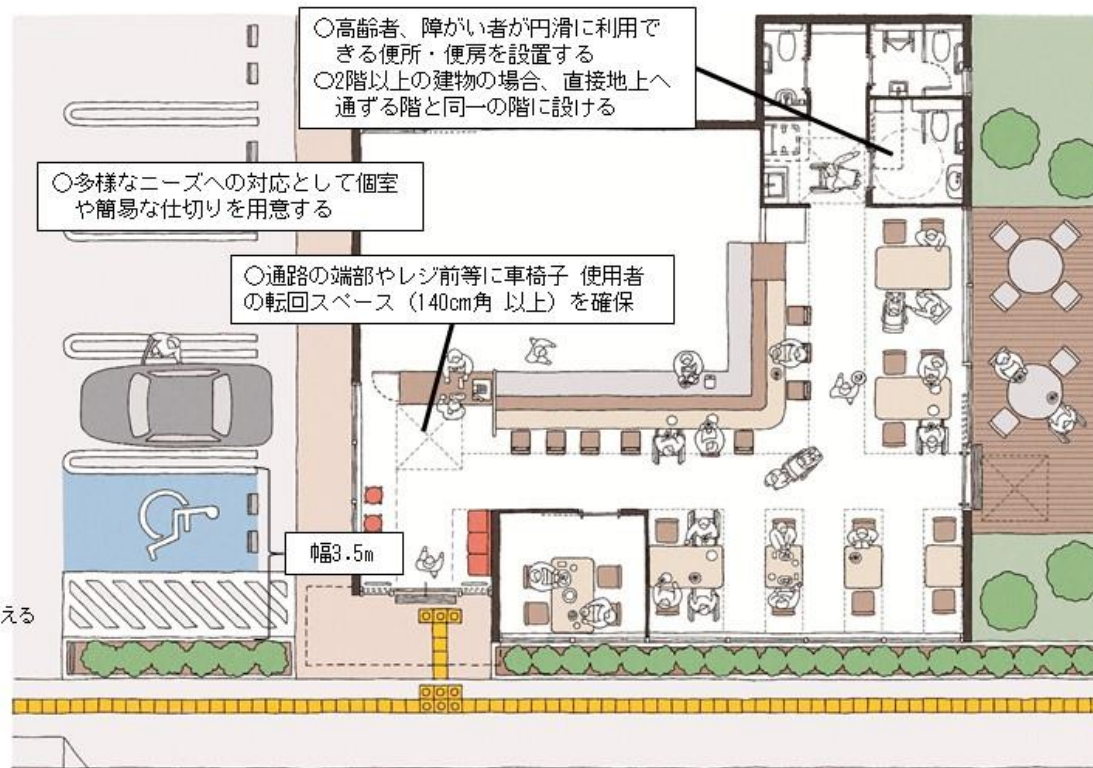 ○高齢者、障がい者が円滑に利用で
きる便所・便房を設置する
○2階以上の建物の場合、直接地上へ
通ずる階と同一の階に設ける
○多様なニーズへの対応として個室
や簡易な仕切りを用意する
○通路の端部やレジ前等に車椅子 使用者
の転回スペース（140cm角 以上）を確保
幅3.5m
える